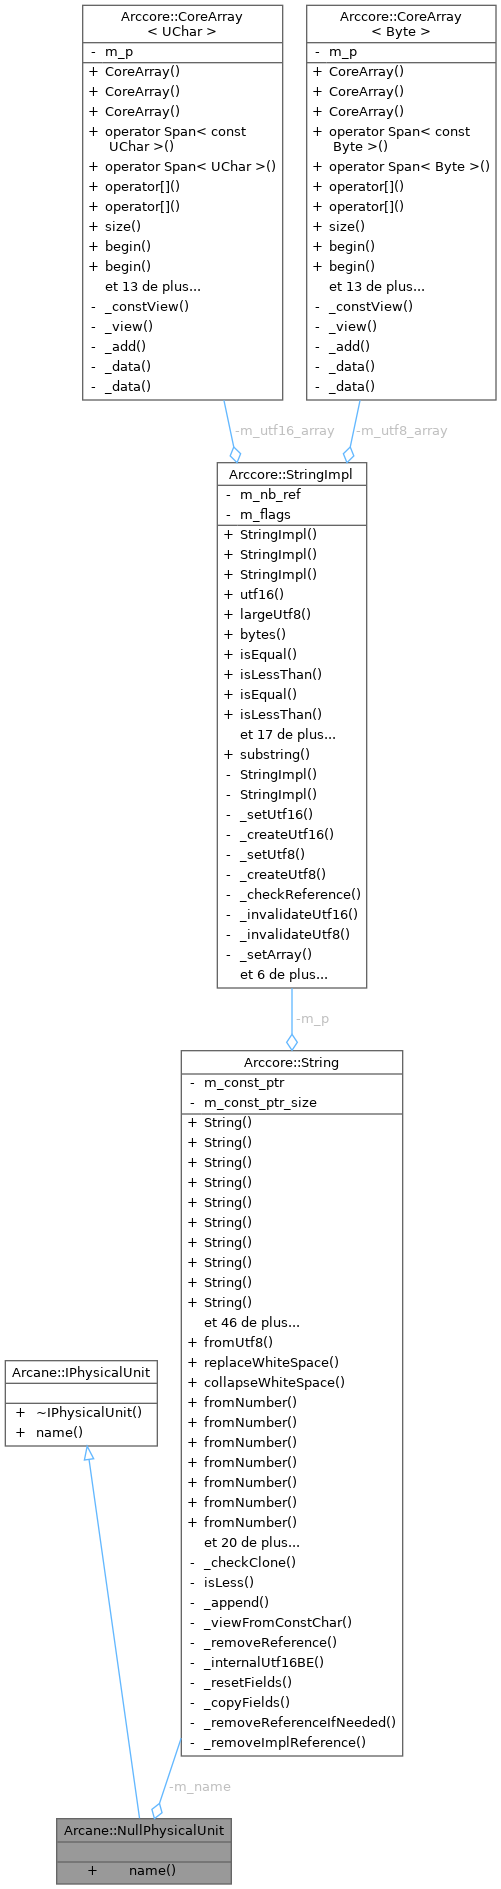 Arccore::CoreArray
< UChar >
- m_p
+ CoreArray()
+ CoreArray()
+ CoreArray()
+ operator Span< const
UChar >()
+ operator Span< UChar >()
+ operator[]()
+ operator[]()
+ size()
+ begin()
+ begin()
et 13 de plus...
- _constView()
- _view()
- _add()
- _data()
- _data()
Arccore::CoreArray
< Byte >
- m_p
+ CoreArray()
+ CoreArray()
+ CoreArray()
+ operator Span< const
Byte >()
+ operator Span< Byte >()
+ operator[]()
+ operator[]()
+ size()
+ begin()
+ begin()
et 13 de plus...
- _constView()
- _view()
- _add()
- _data()
- _data()
-m_utf16_array
-m_utf8_array
Arccore::StringImpl
- m_nb_ref
- m_flags
+ StringImpl()
+ StringImpl()
+ StringImpl()
+ utf16()
+ largeUtf8()
+ bytes()
+ isEqual()
+ isLessThan()
+ isEqual()
+ isLessThan()
et 17 de plus...
+ substring()
- StringImpl()
- StringImpl()
- _setUtf16()
- _createUtf16()
- _setUtf8()
- _createUtf8()
- _checkReference()
- _invalidateUtf16()
- _invalidateUtf8()
- _setArray()
et 6 de plus...
-m_p
Arccore::String
- m_const_ptr
- m_const_ptr_size
+ String()
+ String()
+ String()
+ String()
+ String()
+ String()
+ String()
+ String()
+ String()
+ String()
et 46 de plus...
+ fromUtf8()
+ replaceWhiteSpace()
+ collapseWhiteSpace()
+ fromNumber()
+ fromNumber()
+ fromNumber()
+ fromNumber()
+ fromNumber()
+ fromNumber()
+ fromNumber()
et 20 de plus...
- _checkClone()
- isLess()
- _append()
- _viewFromConstChar()
- _removeReference()
- _internalUtf16BE()
- _resetFields()
- _copyFields()
- _removeReferenceIfNeeded()
- _removeImplReference()
Arcane::IPhysicalUnit
+ ~IPhysicalUnit()
+ name()
-m_name
Arcane::NullPhysicalUnit
+ name()